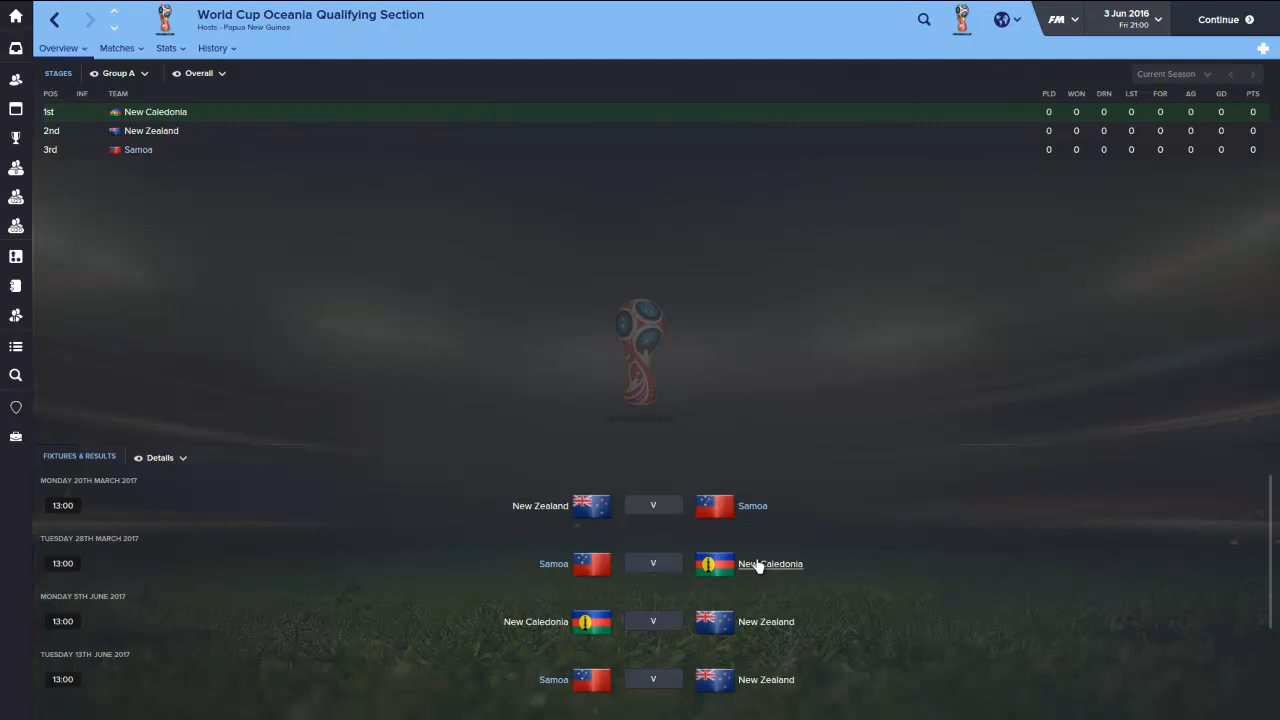 World Cup Oceania Qualifying Section
Hosts - Papua New Guinea
FM
3 Jun 2016
Fri 21:00
Continue
Overview Matches Stats History
STAGES Group A Overall Current Season
POS INF TEAM PLD WON DRN LST FOR AG GD PTS
1st New Caledonia 0 0 0 0 0 0 0 0
2nd New Zealand 0 0 0 0 0 0 0 0
3rd Samoa 0 0 0 0 0 0 0 0
FIXTURES & RESULTS Details
MONDAY 20TH MARCH 2017
13:00 New Zealand V Samoa
TUESDAY 28TH MARCH 2017
13:00 Samoa V New Caledonia
MONDAY 5TH JUNE 2017
13:00 New Caledonia V New Zealand
TUESDAY 13TH JUNE 2017
13:00 Samoa V New Zealand